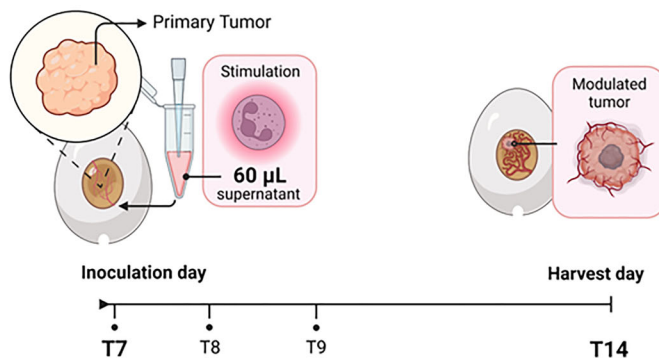 Primary Tumor
Stimulation
60 µL
supernatant
Modulated
tumor
Inoculation day
Harvest day
T7
T8
T9
T14